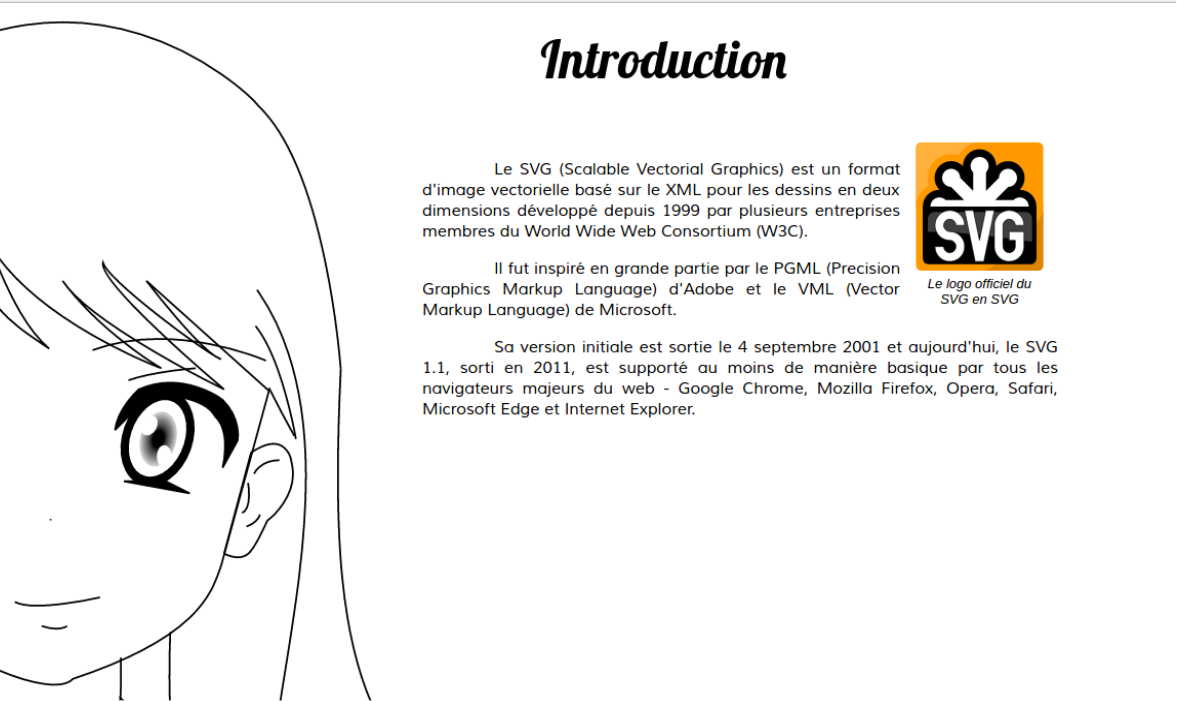 Introduction
Le SVG (Scalable Vectorial Graphics) est un format
d'image vectorielle basé sur le XML pour les dessins en deux
dimensions développé depuis 1999 par plusieurs entreprises
membres du World Wide Web Consortium (W3C).
Il fut inspiré en grande partie par le PGML (Precision
Graphics Markup Language) d'Adobe et le VML (Vector
Markup Language) de Microsoft.
SVG
Le logo officiel du
SVG en SVG
Sa version initiale est sortie le 4 septembre 2001 et aujourd'hui, le SVG
1.1, sorti en 2011, est supporté au moins de manière basique par tous les
navigateurs majeurs du web - Google Chrome, Mozilla Firefox, Opera, Safari,
Microsoft Edge et Internet Explorer.